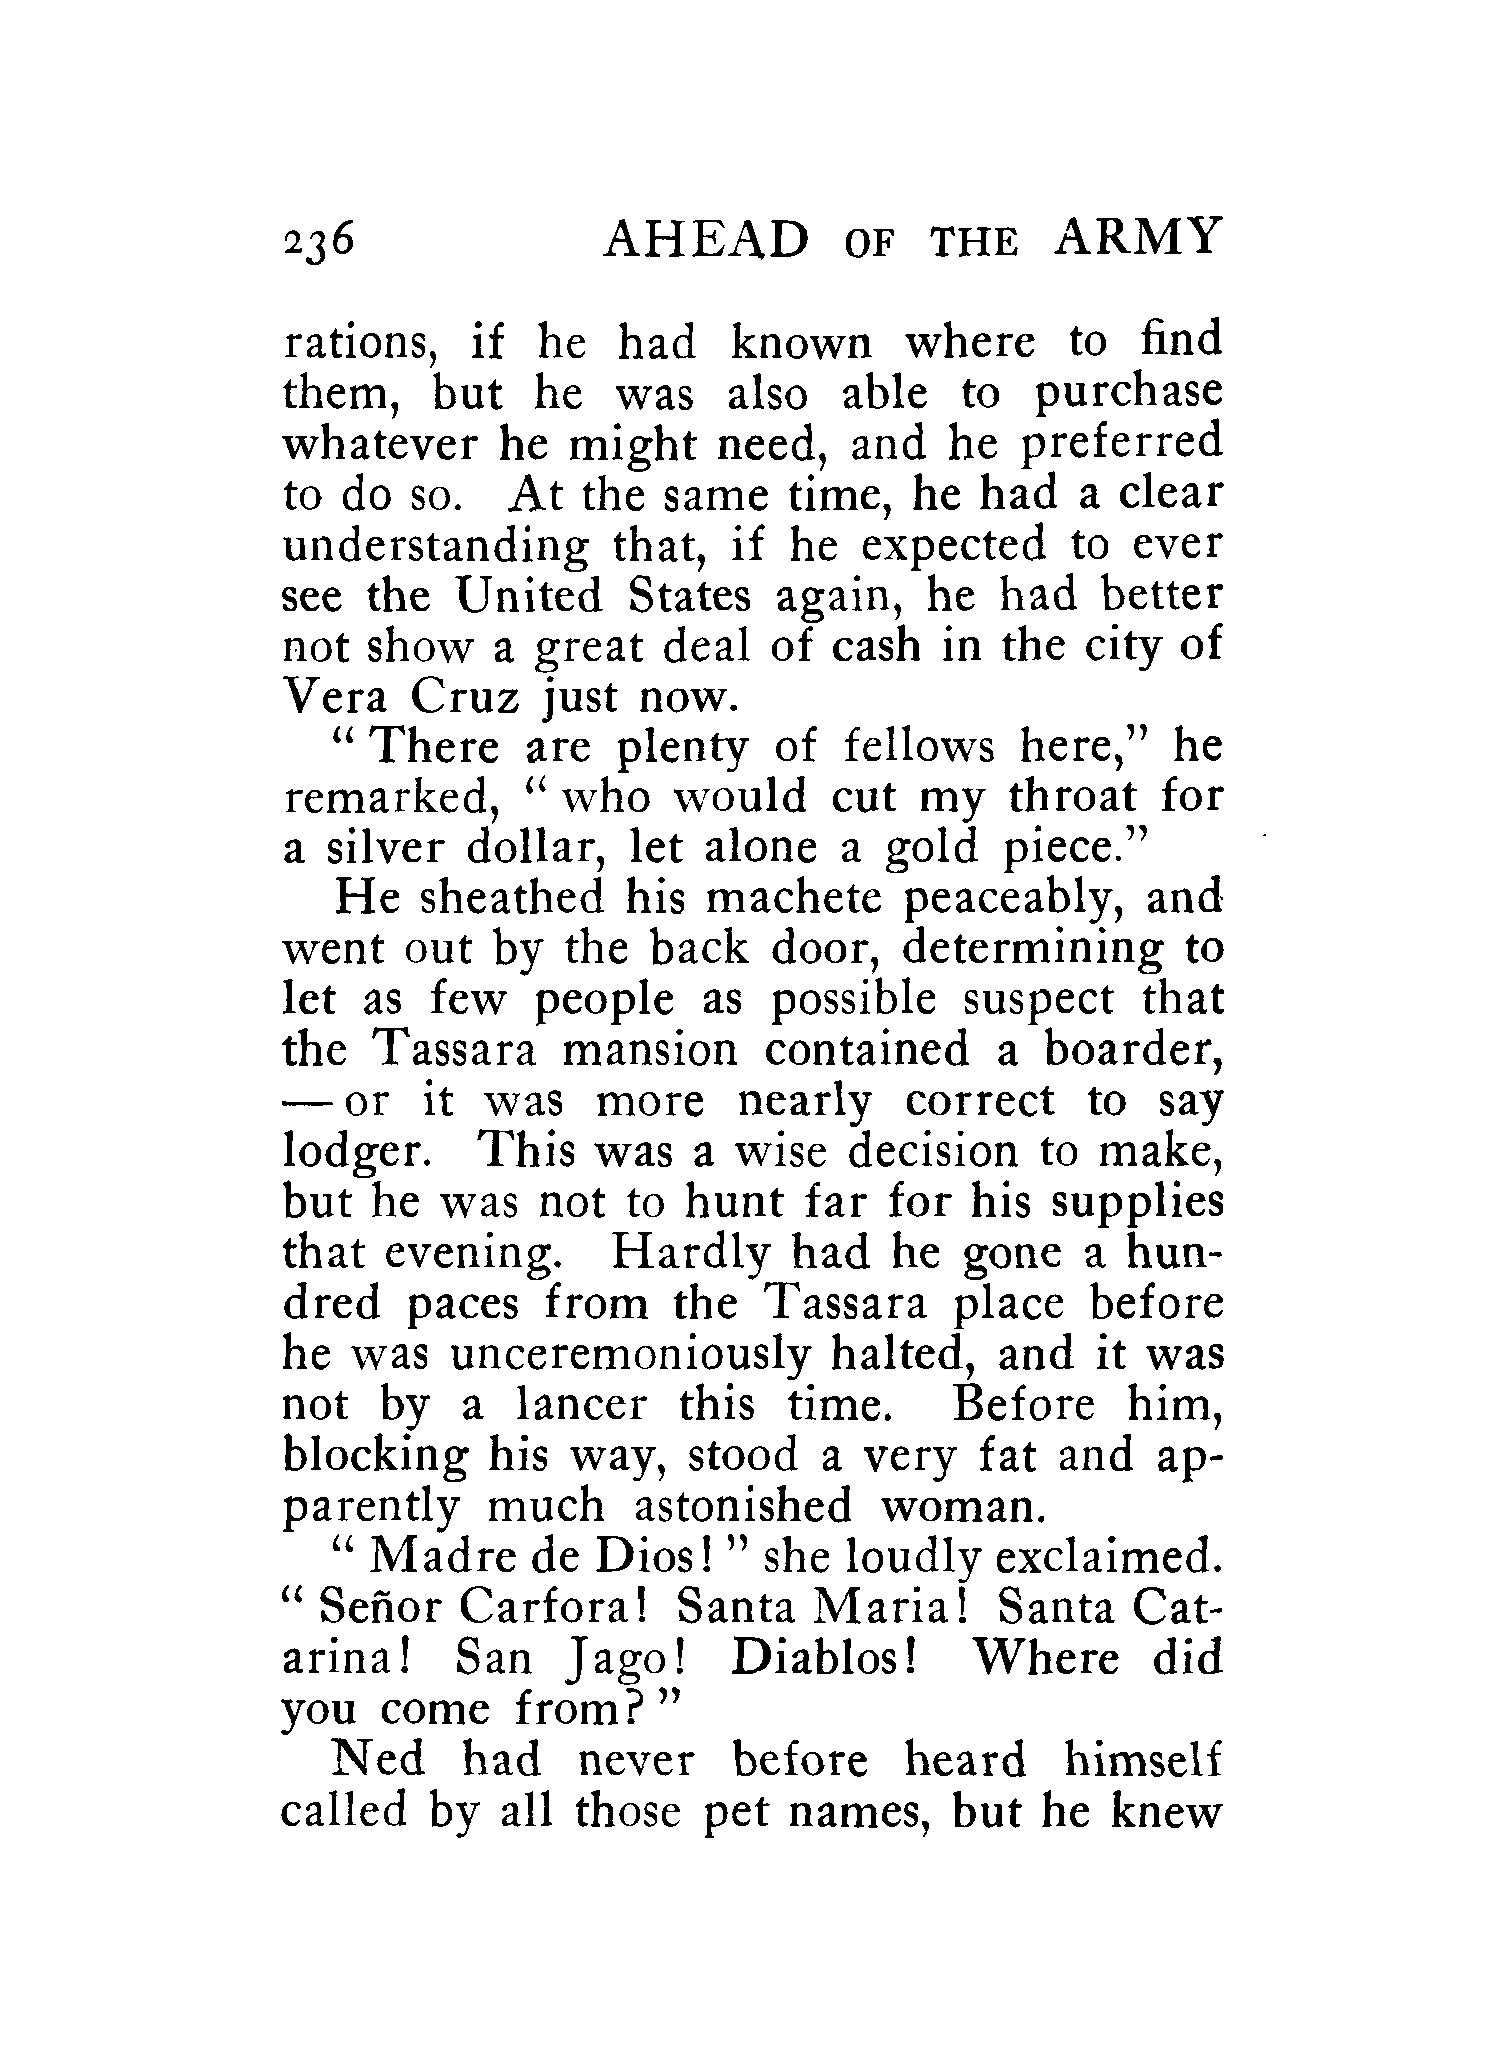 236 AHEAD OF THE ARMY
rations, if he had known where to find
them, but he was also able to purchase
whatever he might need, and he preferred
to do so. At the same time, he had a clear
understanding that, if he expected to ever
see the United States again, he had better
not show a great deal of cash in the city of
Vera Cruz just now.
" There are plenty of fellows here," he
remarked, " who would cut my throat for
a silver dollar, let alone a gold piece."
He sheathed his machete peaceably, and
went out by the back door, determining to
let as few people as possible suspect that
the Tassara mansion contained a boarder,
— or it was more nearly correct to say
lodger. This was a wise decision to make,
but he was not to hunt far for his supplies
that evening. Hardly had he gone a hun-
dred paces from the Tassara place before
he was unceremoniously halted, and it was
not by a lancer this time. Before him,
blocking his way, stood a very fat and ap-
parently much astonished woman.
" Madre de Dios! " she loudly exclaimed.
" Señor Carfora! Santa Maria! Santa Cat-
arina! San Jago! Diablos! Where did
you come from? "
Ned had never before heard himself
called by all those pet names, but he knew